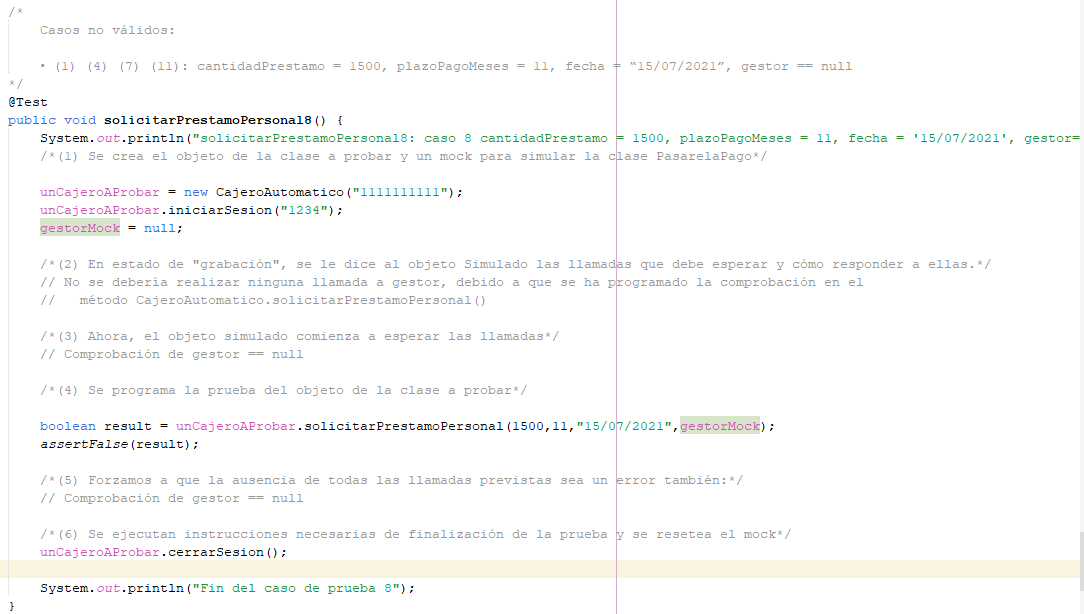 /*
Casos no válidos:
• (1) (4) (7) (11): cantidadPrestamo = 1500, plazoPagoMeses = 11, fecha = “15/07/2021”, gestor == null
*/
@Test
public void solicitarPrestamoPersonal8() {
System.out.println("solicitarPrestamoPersonal8: caso 8 cantidadPrestamo = 1500, plazoPagoMeses = 11, fecha = '15/07/2021', gestor=
/*(1) Se crea el objeto de la clase a probar y un mock para simular la clase PasarelaPago*/
unCajeroAProbar = new CajeroAutomatico("1111111111");
unCajeroAProbar.iniciarSesion("1234");
gestorMock = null;
/*(2) En estado de "grabación", se le dice al objeto Simulado las llamadas que debe esperar y cómo responder a ellas.*/
// No se debería realizar ninguna llamada a gestor, debido a que se ha programado la comprobación en el
//   método CajeroAutomatico.solicitarPrestamoPersonal()
/*(3) Ahora, el objeto simulado comienza a esperar las llamadas*/
// Comprobación de gestor == null
/*(4) Se programa la prueba del objeto de la clase a probar*/
boolean result = unCajeroAProbar.solicitarPrestamoPersonal(1500,11,"15/07/2021",gestorMock);
assertFalse(result);
/*(5) Forzamos a que la ausencia de todas las llamadas previstas sea un error también:*/
// Comprobación de gestor == null
/*(6) Se ejecutan instrucciones necesarias de finalización de la prueba y se resetea el mock*/
unCajeroAProbar.cerrarSesion();
System.out.println("Fin del caso de prueba 8");
}